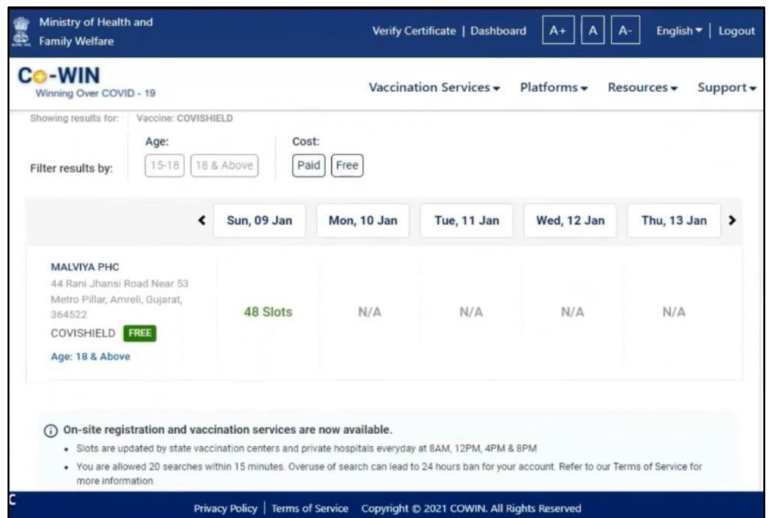 Ministry of Health and
Family Welfare
Verify Certificate | Dashboard A+ A A- English | Logout
Co-WIN
Winning Over COVID - 19
Vaccination Services Platforms Resources Support
Showing results for: Vaccine: COVISHIELD
Age: Cost:
Filter results by: 15-18 18 & Above Paid Free
Sun, 09 Jan Mon, 10 Jan Tue, 11 Jan Wed, 12 Jan Thu, 13 Jan
MALVIYA PHC
44 Rani Jhansi Road Near 53
Metro Pillar, Amreli, Gujarat,
364522
COVISHIELD FREE
Age: 18 & Above
48 Slots N/A N/A N/A N/A
On-site registration and vaccination services are now available.
• Slots are updated by state vaccination centers and private hospitals everyday at 8AM, 12PM, 4PM & 8PM
• You are allowed 20 searches within 15 minutes. Overuse of search can lead to 24 hours ban for your account. Refer to our Terms of Service for
more information
C
Privacy Policy | Terms of Service Copyright © 2021 COWIN. All Rights Reserved